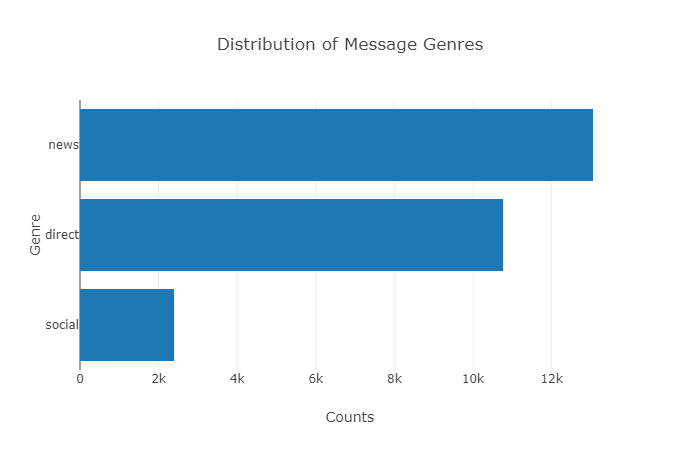 Distribution of Message Genres
news
direct
social
Genre
0 2k 4k 6k 8k 10k 12k
Counts